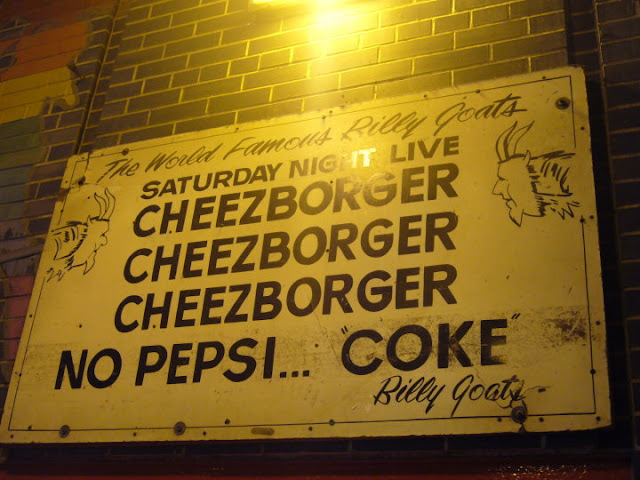 The World Famous Billy Goats
SATURDAY NIGHT LIVE
CHEEZBORGER
CHEEZBORGER
CHEEZBORGER
NO PEPSI... "COKE"
Billy Goats